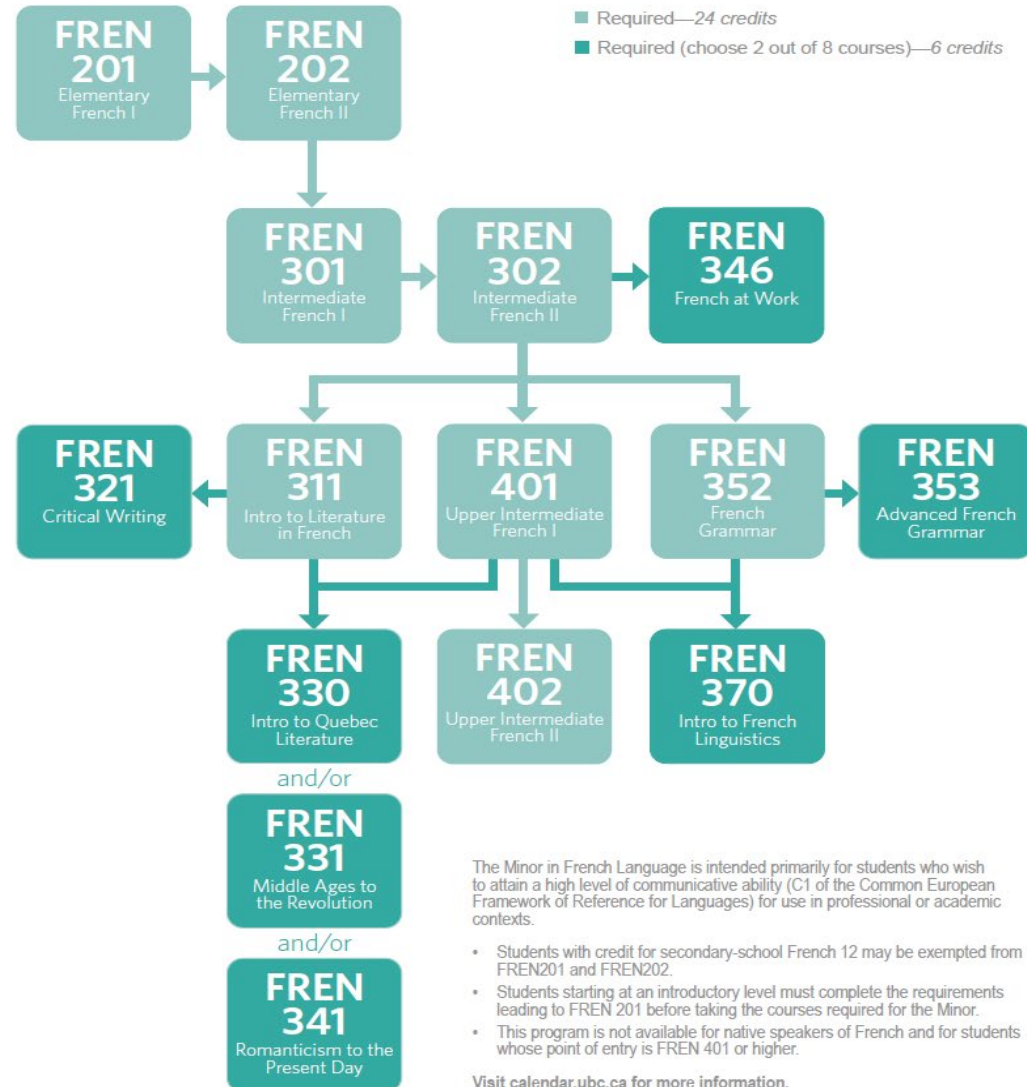 Required—24 credits
Required (choose 2 out of 8 courses)—6 credits
FREN
201
Elementary
French I
FREN
202
Elementary
French II
FREN
301
Intermediate
French I
FREN
302
Intermediate
French II
FREN
346
French at Work
FREN
321
Critical Writing
FREN
311
Intro to Literature
in French
FREN
401
Upper Intermediate
French I
FREN
352
French
Grammar
FREN
353
Advanced French
Grammar
FREN
330
Intro to Quebec
Literature
FREN
402
Upper Intermediate
French II
FREN
370
Intro to French
Linguistics
and/or
FREN
331
Middle Ages to
the Revolution
and/or
FREN
341
Romanticism to the
Present Day
The Minor in French Language is intended primarily for students who wish
to attain a high level of communicative ability (C1 of the Common European
Framework of Reference for Languages) for use in professional or academic
contexts.
• Students with credit for secondary-school French 12 may be exempted from
FREN201 and FREN202.
• Students starting at an introductory level must complete the requirements
leading to FREN 201 before taking the courses required for the Minor.
• This program is not available for native speakers of French and for students
whose point of entry is FREN 401 or higher.
Visit calendar.ubc.ca for more information.